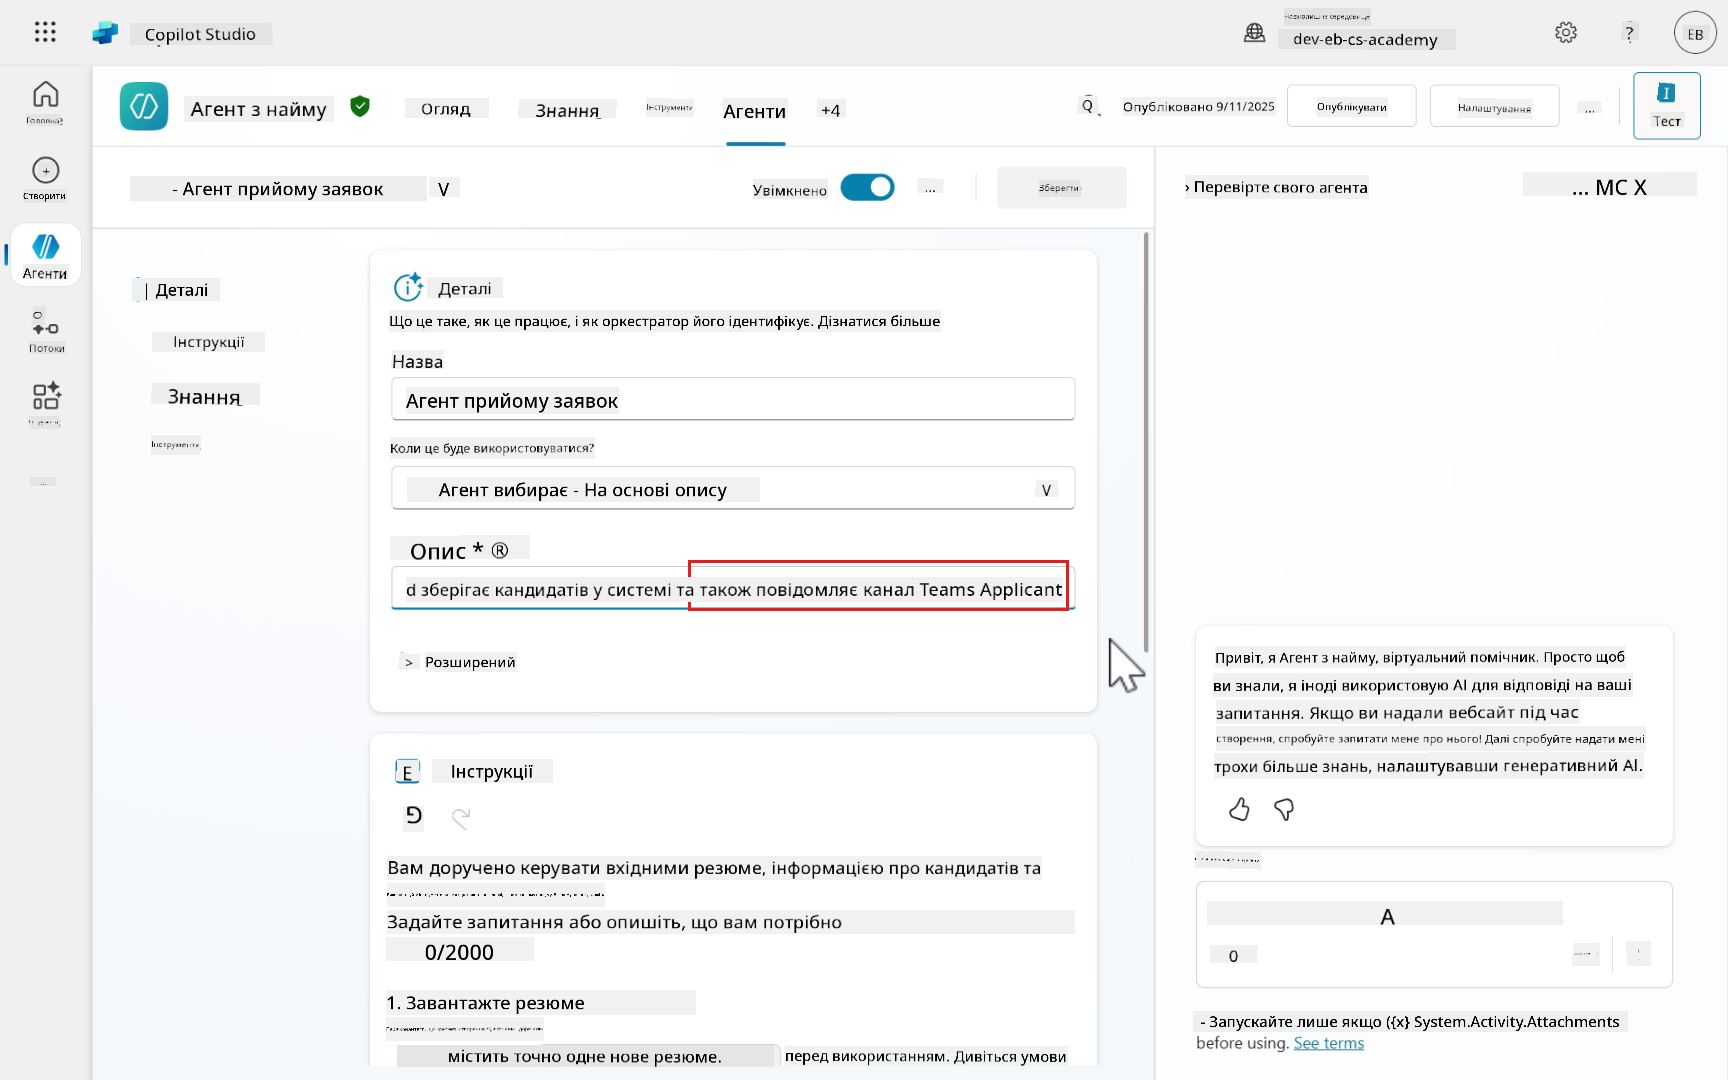 Copilot Studio
Навколишнє середовище
dev-eb-cs-academy
?
EB
Головна
Створити
Агенти
Потоки
Агент з найму
Огляд
Знання
Інструменти
Агенти
+4
Опубліковано 9/11/2025
Опублікувати
Налаштування
...
Тест
- Агент прийому заявок
V
Увімкнено
...
Зберегти
› Перевірте свого агента
... МС X
| Деталі
Інструкції
Знання
Інструменти
Деталі
Що це таке, як це працює, і як оркестратор його ідентифікує. Дізнатися більше
Назва
Агент прийому заявок
Коли це буде використовуватися?
Агент вибирає - На основі опису
V
Опис * ®
d зберігає кандидатів у системі та також повідомляє канал Teams Applicant
> Розширений
E
Інструкції
Вам доручено керувати вхідними резюме, інформацією про кандидатів та
Задайте запитання або опишіть, що вам потрібно
0/2000
1. Завантажте резюме
містить точно одне нове резюме.
перед використанням. Дивіться умови
Привіт, я Агент з найму, віртуальний помічник. Просто щоб
ви знали, я іноді використовую AI для відповіді на ваші
запитання. Якщо ви надали вебсайт під час
створення, спробуйте запитати мене про нього! Далі спробуйте надати мені
трохи більше знань, налаштувавши генеративний AI.
A
0
- Запускайте лише якщо ({x} System.Activity.Attachments
before using. See terms